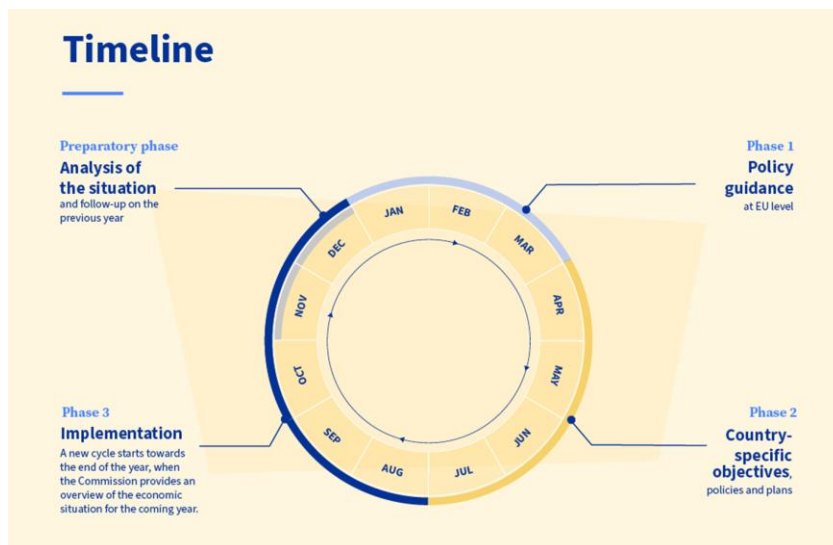 Timeline
Preparatory phase
Analysis of
the situation
and follow-up on the
previous year
Phase 1
Policy
guidance
at EU level
JAN
FEB
MAR
APR
MAY
JUN
JUL
AUG
SEP
OCT
NOV
DEC
Phase 3
Implementation
A new cycle starts towards
the end of the year, when
the Commission provides an
overview of the economic
situation for the coming year.
Phase 2
Country-
specific
objectives,
policies and plans